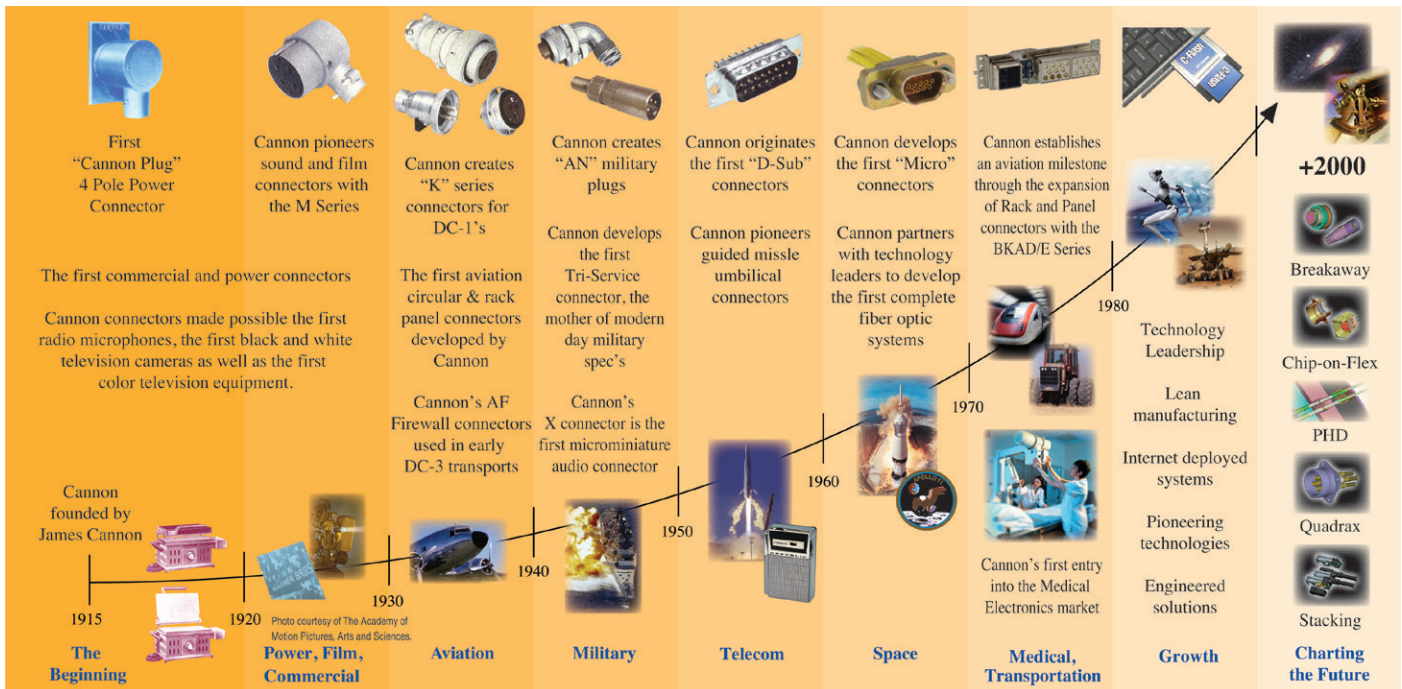 First
“Cannon Plug”
4 Pole Power
Connector
Cannon pioneers
sound and film
connectors with
the M Series
The first commercial and power connectors
Cannon connectors made possible the first
radio microphones, the first black and white
television cameras as well as the first
color television equipment.
Cannon
founded by
James Cannon
1915
The
Beginning
1920
WARNER BROS
Photo courtesy of The Academy of
Motion Pictures, Arts and Sciences.
Power, Film,
Commercial
1930
Cannon creates
“K” series
connectors for
DC-1’s
The first aviation
circular & rack
panel connectors
developed by
Cannon
Cannon’s AF
Firewall connectors
used in early
DC-3 transports
Aviation
1940
Cannon creates
“AN” military
plugs
Cannon develops
the first
Tri-Service
connector, the
mother of modern
day military
spec’s
Cannon’s
X connector is the
first microminiature
audio connector
Military
1950
Cannon originates
the first “D-Sub”
connectors
Cannon pioneers
guided missle
umbilical
connectors
Telecom
1960
Cannon develops
the first “Micro”
connectors
Cannon partners
with technology
leaders to develop
the first complete
fiber optic
systems
APOLLO 11
Space
1970
Cannon establishes
an aviation milestone
through the expansion
of Rack and Panel
connectors with the
BKAD/E Series
Cannon’s first entry
into the Medical
Electronics market
Medical,
Transportation
1980
C-Flash
Technology
Leadership
Lean
manufacturing
Internet deployed
systems
Pioneering
technologies
Engineered
solutions
Growth
+2000
Breakaway
Chip-on-Flex
PHD
Quadrax
Stacking
Charting
the Future